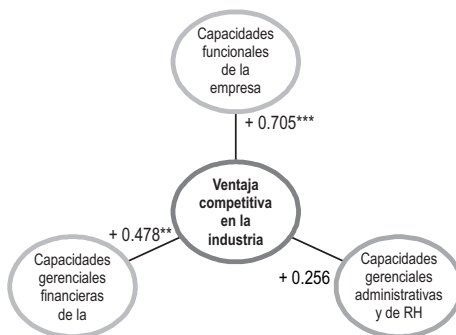 Capacidades
funcionales
de la
empresa
+ 0.705***
Ventaja
competitiva
en la
industria
+ 0.478**
Capacidades
gerenciales
financieras
de la
+ 0.256
Capacidades
gerenciales
administrativas
y de RH